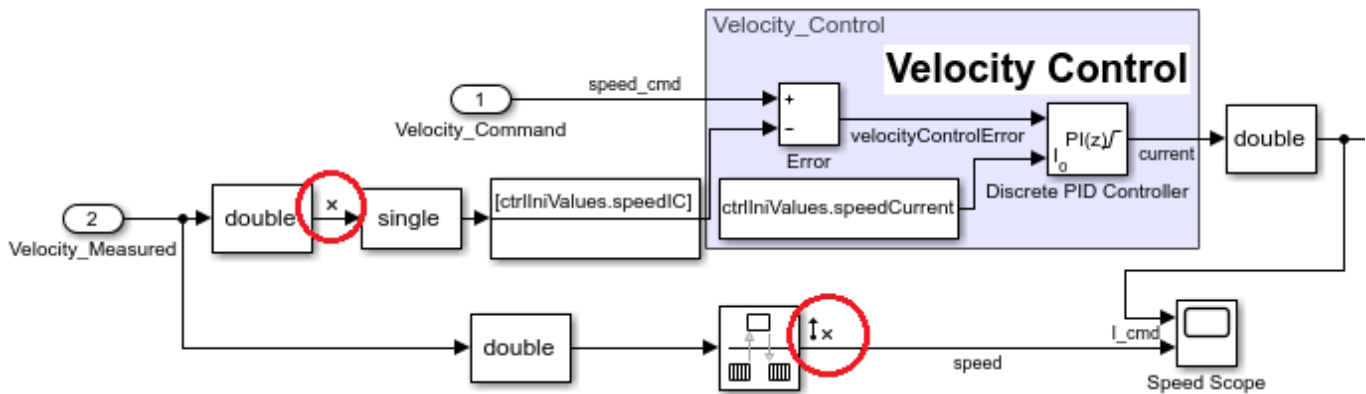 Velocity_Control
Velocity Control
speed_cmd
1
Velocity_Command
+
−
Error
velocityControlError
PI(z)
I_o
Discrete PID Controller
current
double
2
Velocity_Measured
double
×
single
[ctrlIniValues.speedIC]
ctrlIniValues.speedCurrent
double
×
speed
I_cmd
Speed Scope